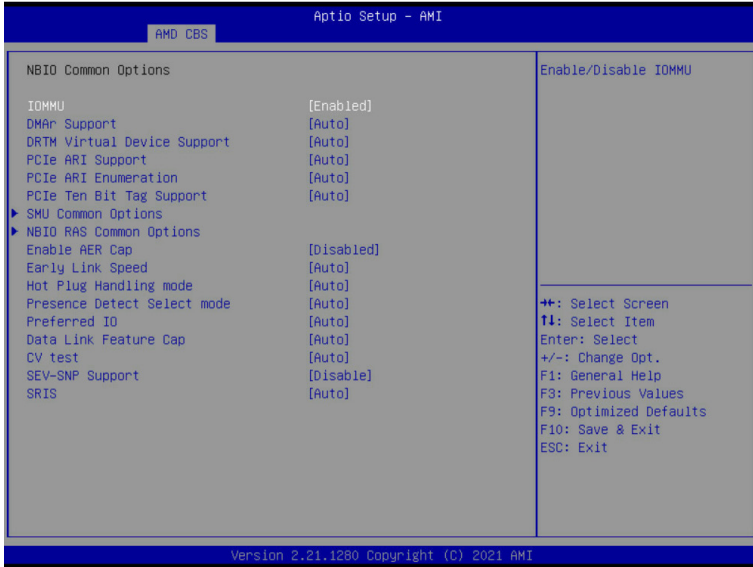 Aptio Setup - AMI
AMD CBS
NBIO Common Options
IOMMU [Enabled]
DMAr Support [Auto]
DRTM Virtual Device Support [Auto]
PCIe ARI Support [Auto]
PCIe ARI Enumeration [Auto]
PCIe Ten Bit Tag Support [Auto]
SMU Common Options
NBIO RAS Common Options
Enable AER Cap [Disabled]
Early Link Speed [Auto]
Hot Plug Handling mode [Auto]
Presence Detect Select mode [Auto]
Preferred IO [Auto]
Data Link Feature Cap [Auto]
CV test [Auto]
SEV-SNP Support [Disable]
SRIS [Auto]
Enable/Disable IOMMU
→←: Select Screen
↑↓: Select Item
Enter: Select
+/-: Change Opt.
F1: General Help
F3: Previous Values
F9: Optimized Defaults
F10: Save & Exit
ESC: Exit
Version 2.21.1280 Copyright (C) 2021 AMI